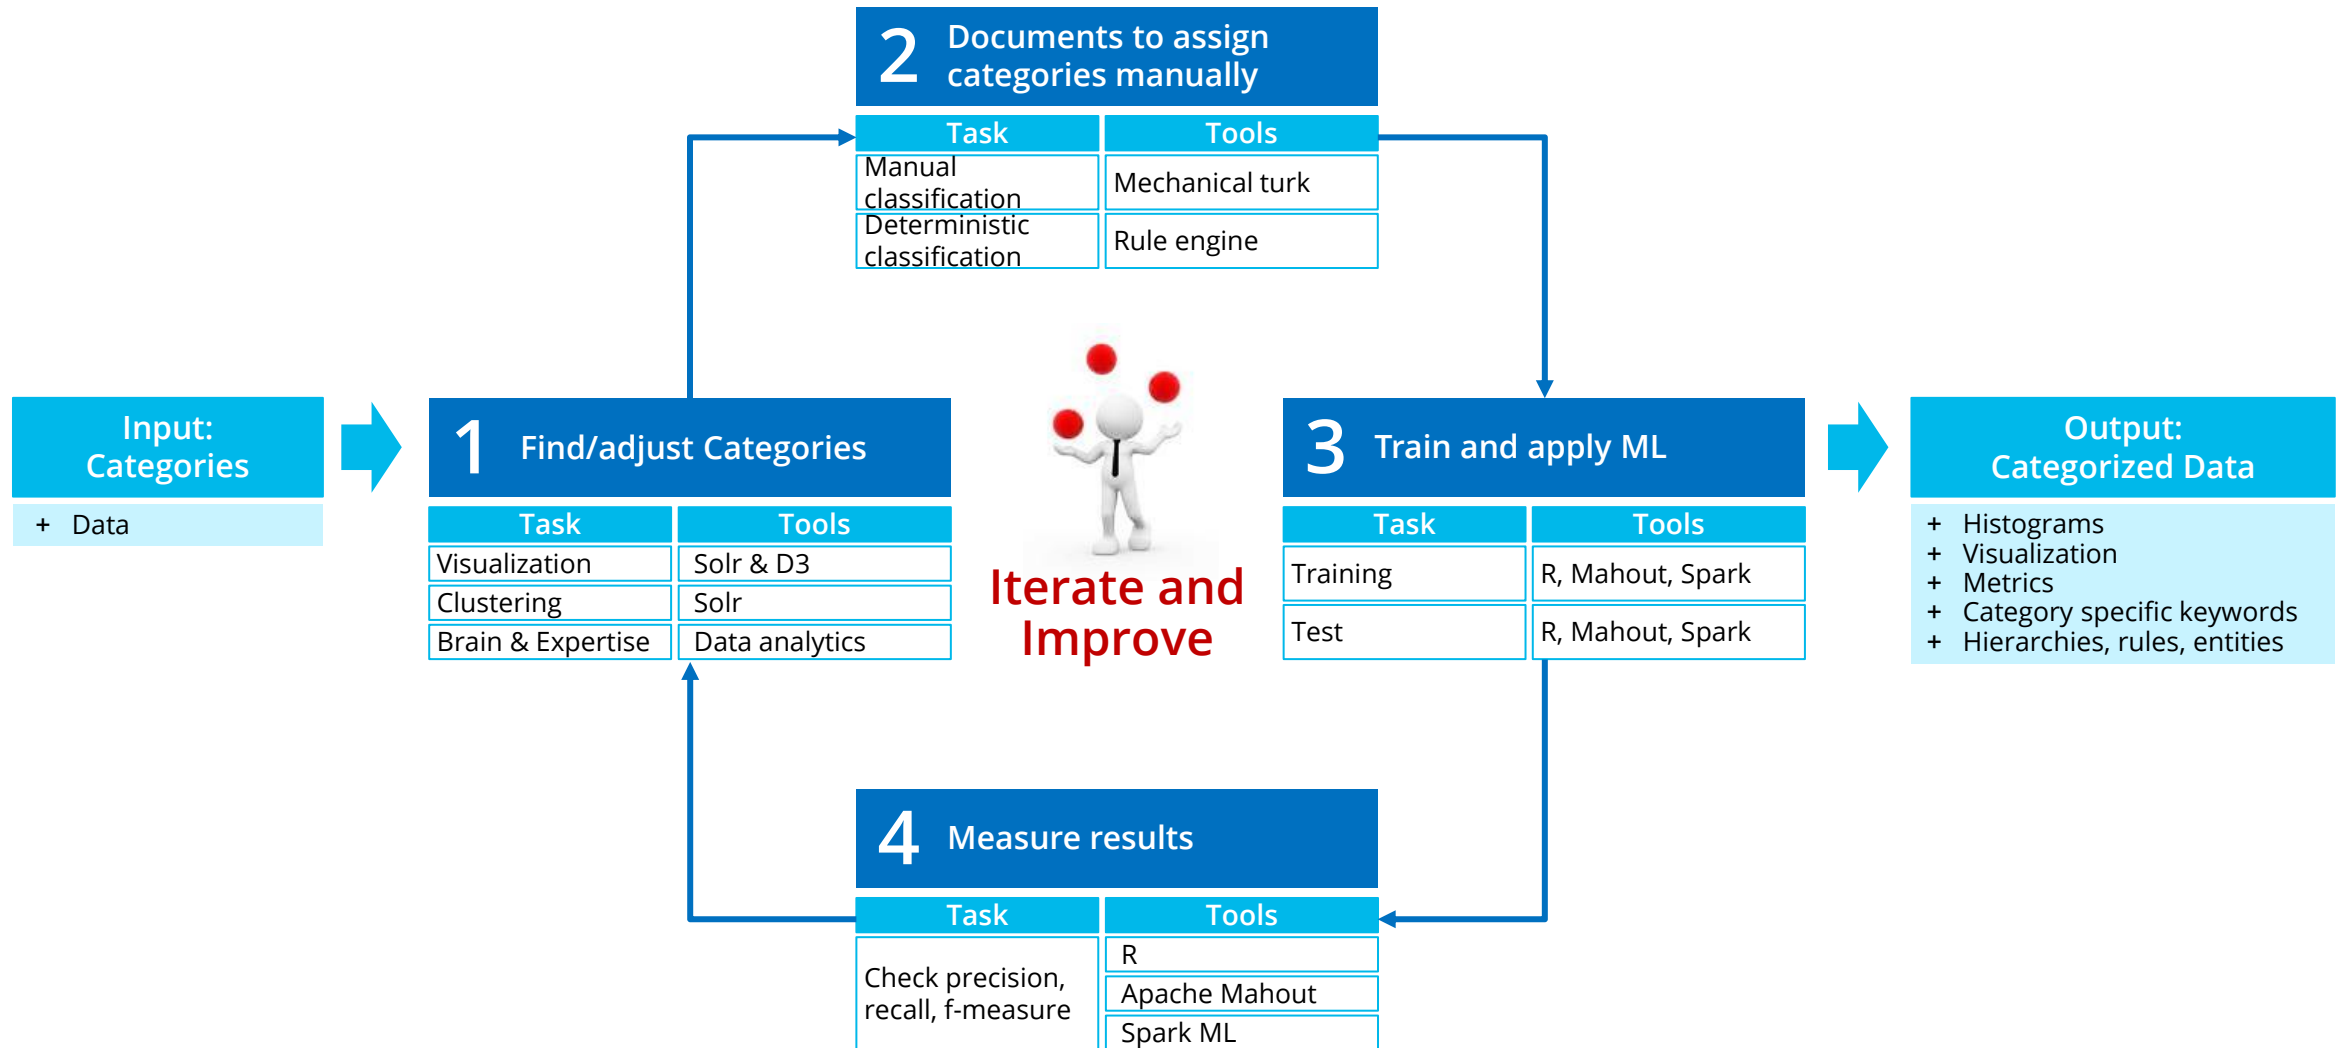 2
Documents to assign
categories manually
Task
Tools
Manual
classification
Mechanical turk
Deterministic
classification
Rule engine
Input:
Categories
+ Data
1
Find/adjust Categories
Task
Tools
Visualization
Solr & D3
Clustering
Solr
Brain & Expertise
Data analytics
Iterate and
Improve
3
Train and apply ML
Task
Tools
Training
R, Mahout, Spark
Test
R, Mahout, Spark
Output:
Categorized Data
+ Histograms
+ Visualization
+ Metrics
+ Category specific keywords
+ Hierarchies, rules, entities
4
Measure results
Task
Tools
Check precision,
recall, f-measure
R
Apache Mahout
Spark ML